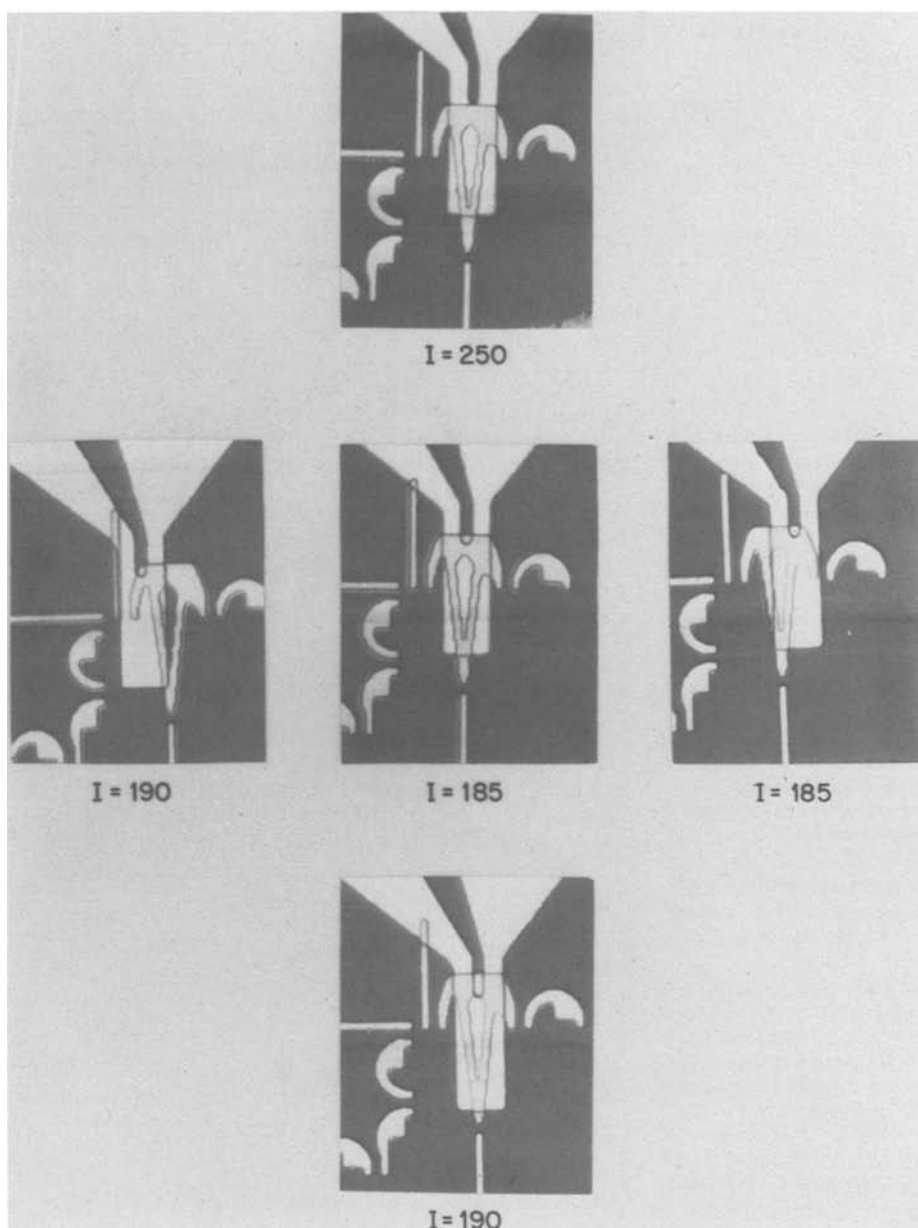 I = 250
I = 190
I = 185
I = 185
I = 190